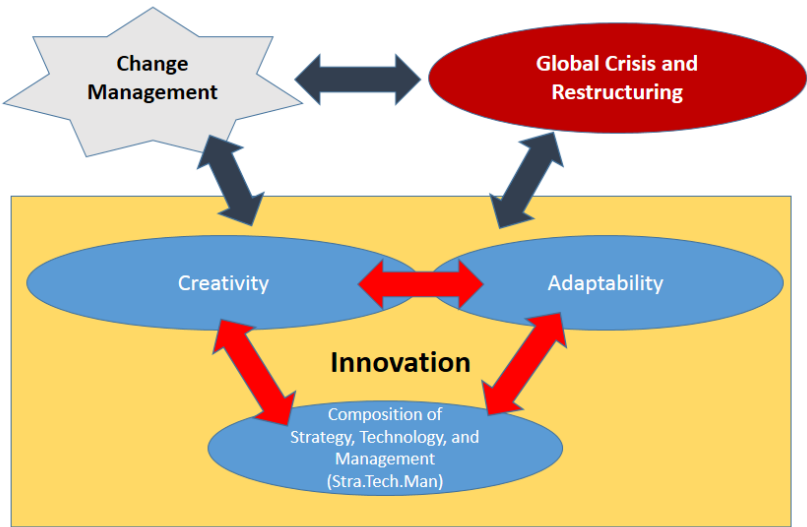 Change
Management
Global Crisis and
Restructuring
Creativity
Adaptability
Innovation
Composition of
Strategy, Technology, and
Management
(Stra.Tech.Man)